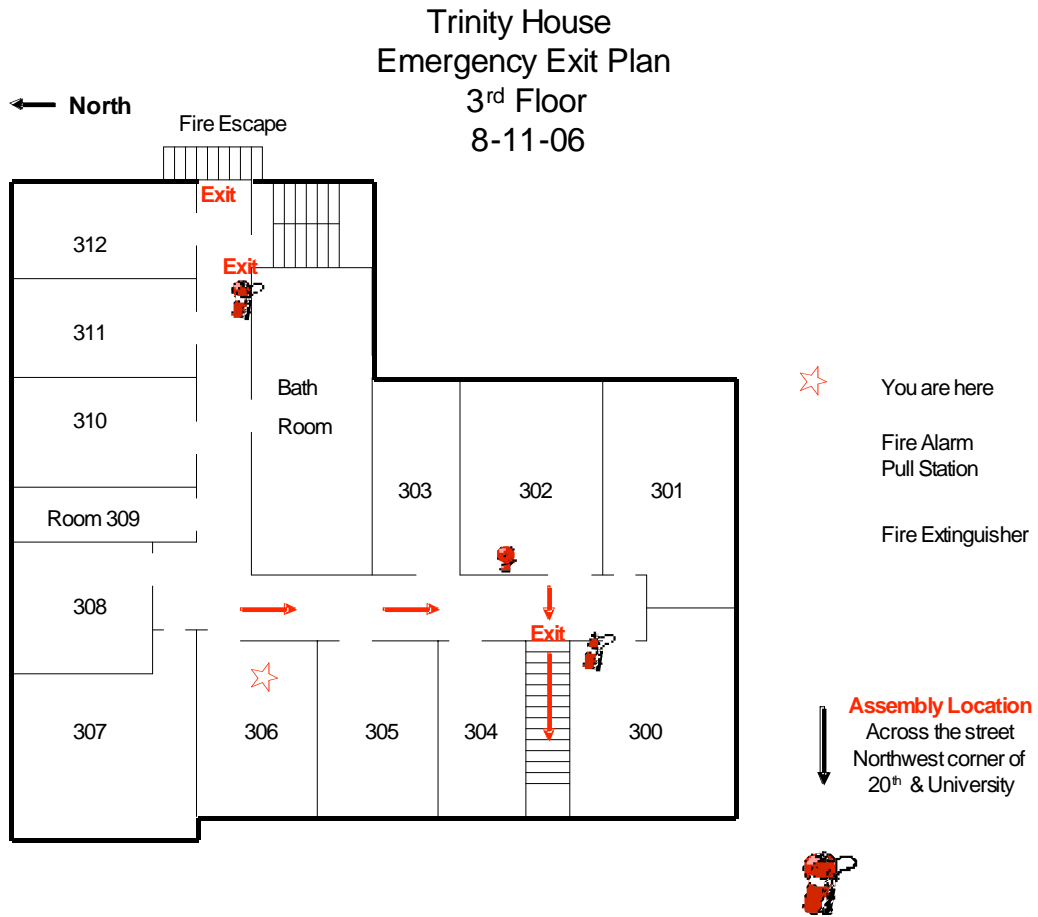 Trinity House
Emergency Exit Plan
3rd Floor
8-11-06
North
Fire Escape
Exit
312
Exit
311
310
Bath
Room
Room 309
303
302
301
308
Exit
307
306
305
304
300
You are here
Fire Alarm
Pull Station
Fire Extinguisher
Assembly Location
Across the street
Northwest corner of
20th & University